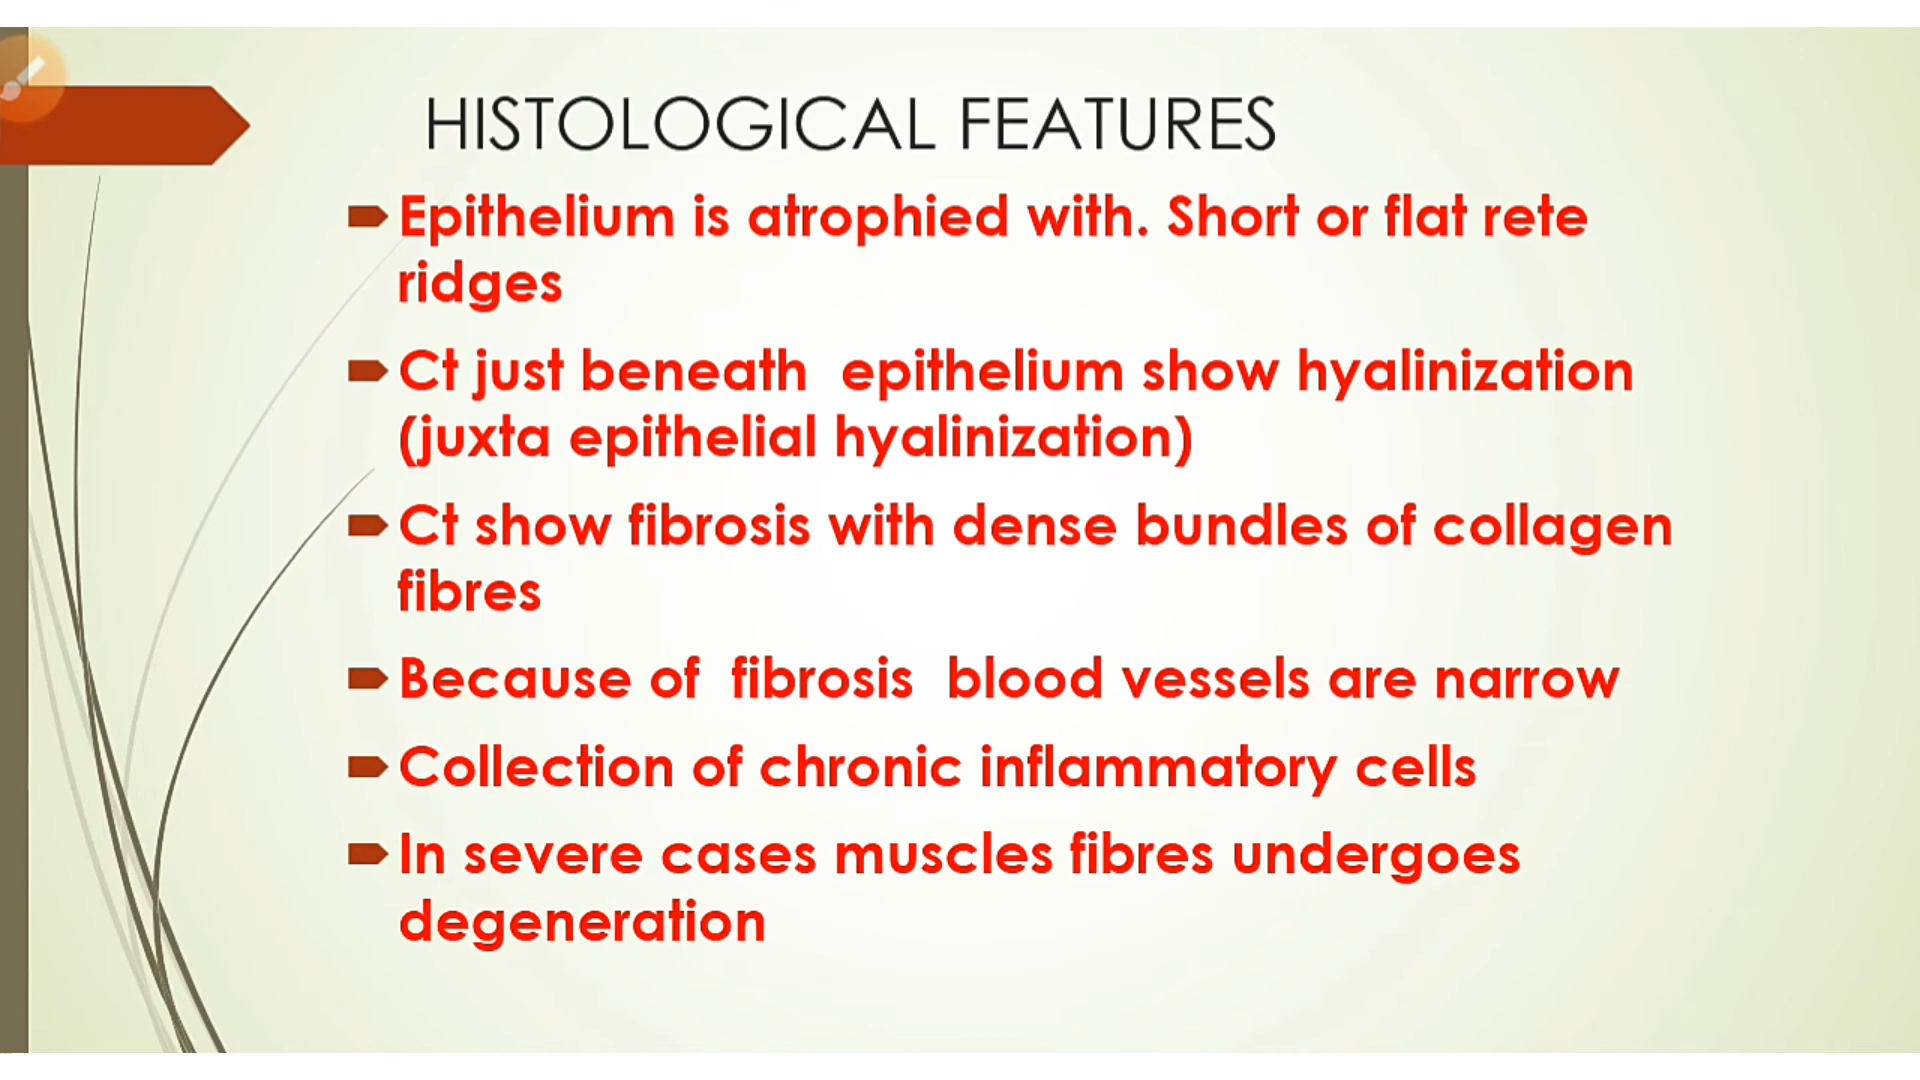 HISTOLOGICAL FEATURES
Epithelium is atrophied with. Short or flat rete
ridges
Ct just beneath epithelium show hyalinization
(juxta epithelial hyalinization)
Ct show fibrosis with dense bundles of collagen
fibres
Because of fibrosis blood vessels are narrow
Collection of chronic inflammatory cells
In severe cases muscles fibres undergoes
degeneration